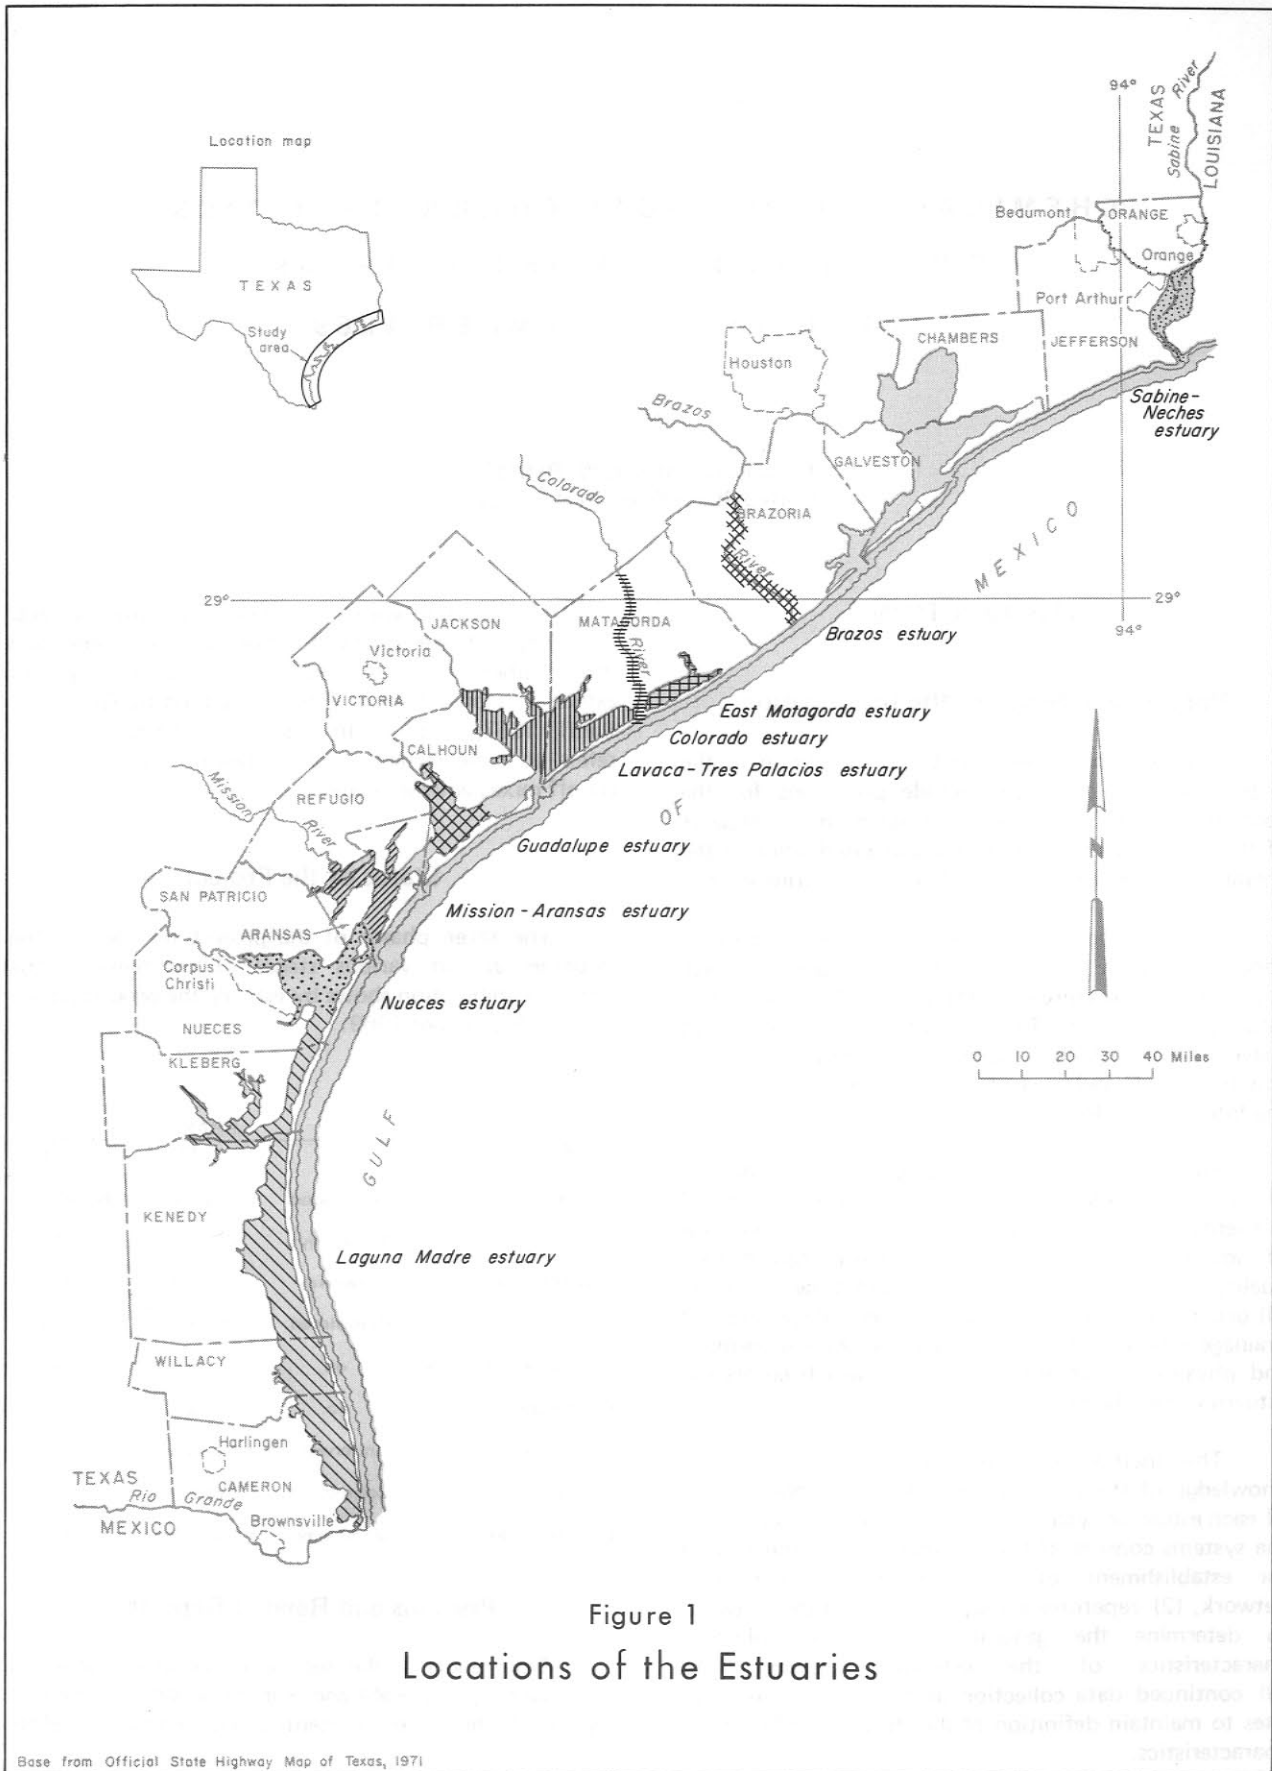 Location map
TEXAS
Study
area
94°
TEXAS
Sabine River
LOUISIANA
Beaumont
ORANGE
Orange
Port Arthur
CHAMBERS
JEFFERSON
Houston
Sabine-
Neches
estuary
Brazos
River
GALVESTON
Colorado
River
BRAZORIA
GULF OF MEXICO
29°
29°
94°
JACKSON
MATAGORDA
Victoria
Brazos estuary
VICTORIA
East Matagorda estuary
Colorado estuary
CALHOUN
Lavaca-Tres Palacios estuary
Mission
River
REFUGIO
Guadalupe estuary
N
SAN PATRICIO
Mission-Aransas estuary
ARANSAS
Corpus
Christi
Nueces estuary
NUECES
KLEBERG
0 10 20 30 40 Miles
KENEDY
Laguna Madre estuary
WILLACY
Harlingen
TEXAS
CAMERON
Rio Grande
MEXICO
Brownsville
Figure 1
Locations of the Estuaries
Base from Official State Highway Map of Texas, 1971